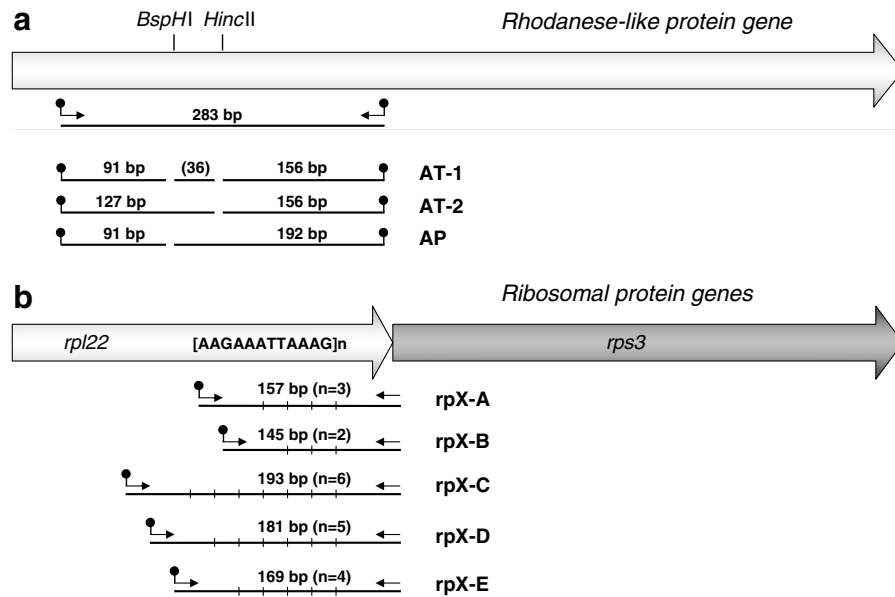 a
BspHI HincII Rhodanese-like protein gene
283 bp
91 bp (36) 156 bp AT-1
127 bp 156 bp AT-2
91 bp 192 bp AP
b
Ribosomal protein genes
rpl22 [AAGAAATTAAAG]n rps3
157 bp (n=3) rpX-A
145 bp (n=2) rpX-B
193 bp (n=6) rpX-C
181 bp (n=5) rpX-D
169 bp (n=4) rpX-E